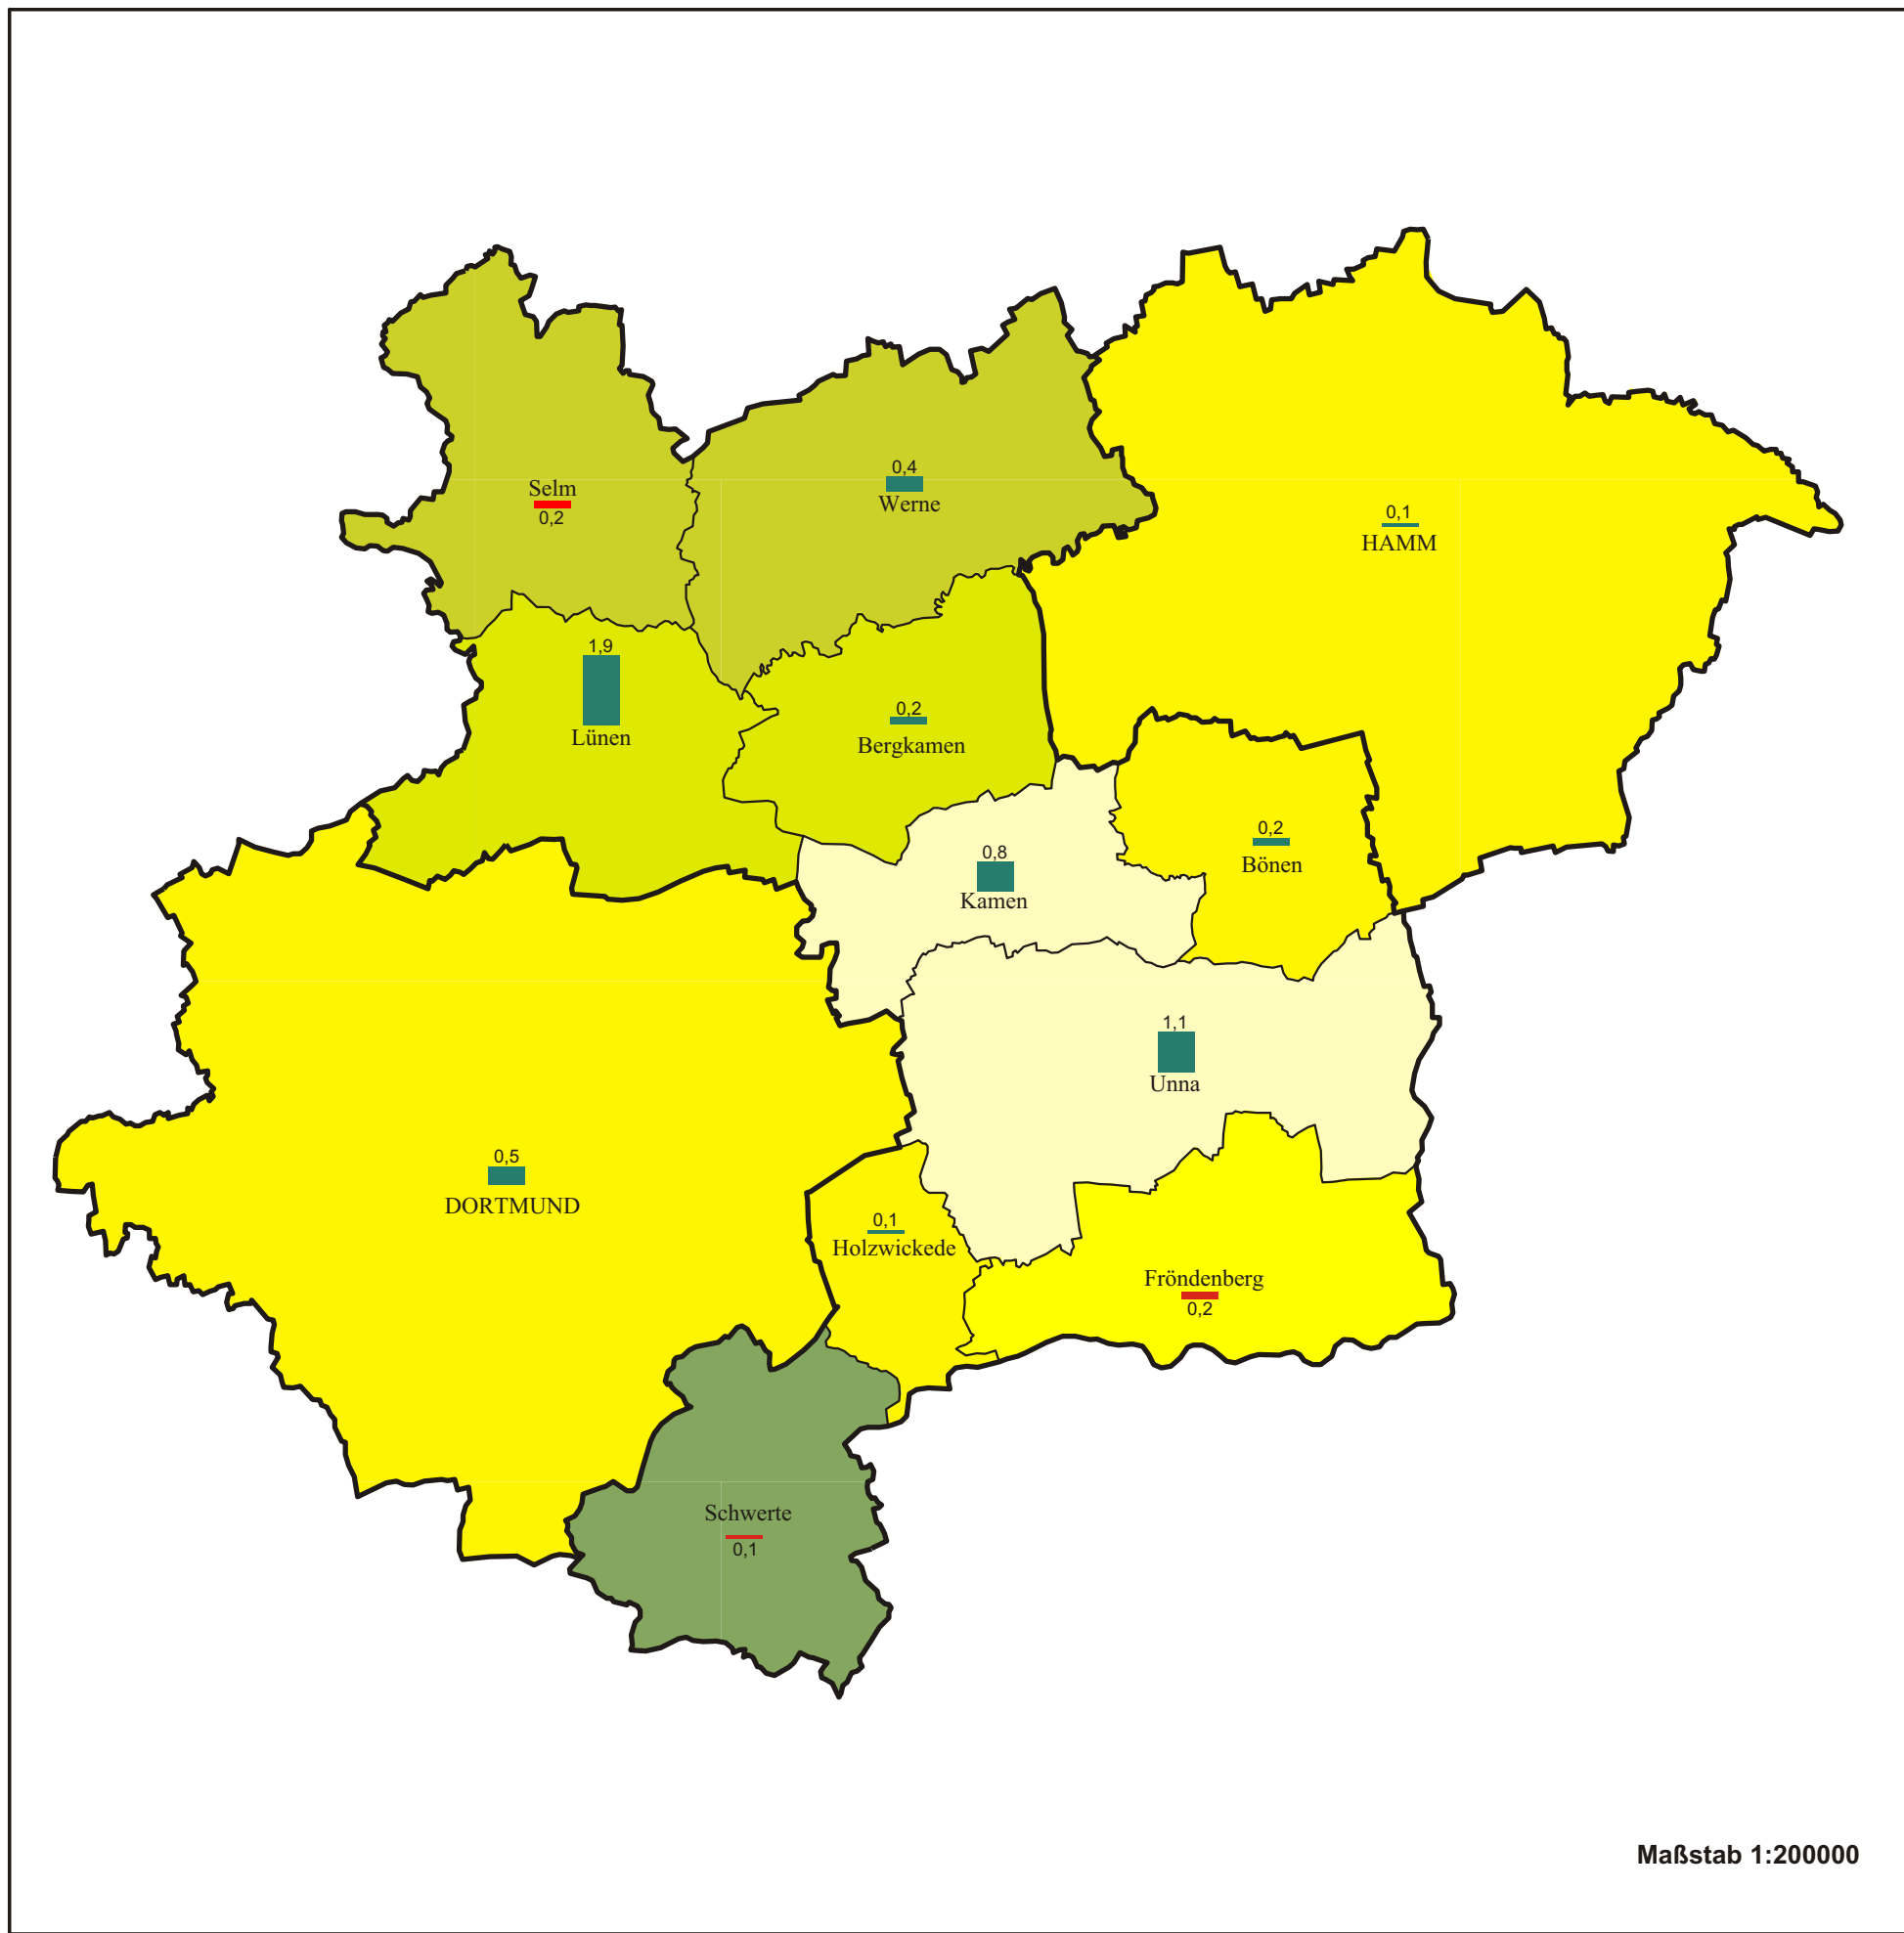 0,4
Werne
Selm
0,2
0,1
HAMM
1,9
Lünen
0,2
Bergkamen
0,2
Bönen
0,8
Kamen
1,1
Unna
0,5
DORTMUND
0,1
Holzwickede
Fröndenberg
0,2
Schwerte
0,1
Maßstab 1:200000